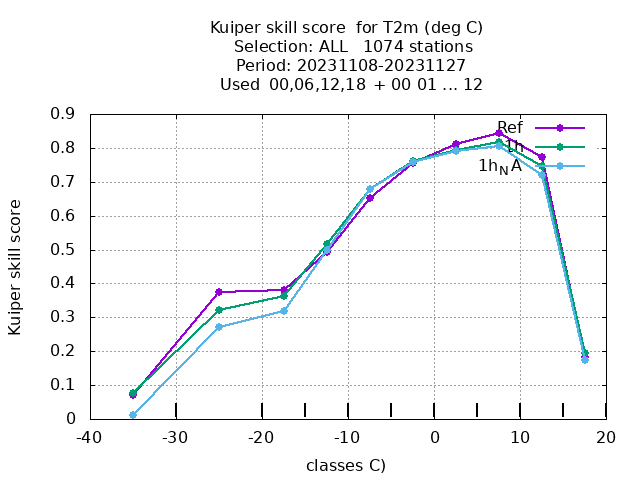 Kuiper skill score  for T2m (deg C)
Selection: ALL   1074 stations
Period: 20231108-20231127
Used  00,06,12,18  + 00 01 ... 12
0.9
0.8
0.7
0.6
0.5
0.4
0.3
0.2
0.1
0
Kuiper skill score
Ref
1h
1h_N A
-40 -30 -20 -10 0 10 20
classes C)